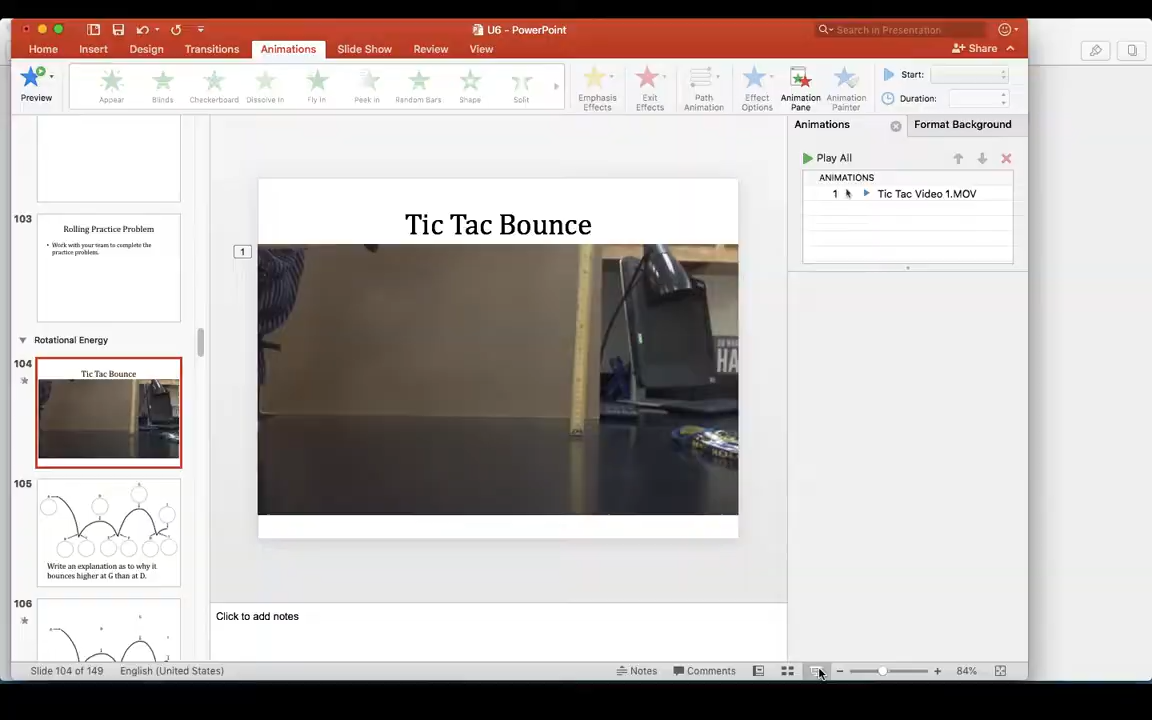 U6 - PowerPoint
Search in Presentation
Home Insert Design Transitions Animations Slide Show Review View
Share
Preview
Appear Blinds Checkerboard Dissolve In Fly In Peek In Random Bars Shape Split
Emphasis Effects
Exit Effects
Path Animation
Effect Options
Animation Pane
Animation Painter
Start:
Duration:
103
Rolling Practice Problem
• Work with your team to complete the
practice problem.
Rotational Energy
104
Tic Tac Bounce
105
Write an explanation as to why it
bounces higher at G than at D.
106
Tic Tac Bounce
1
HA
Click to add notes
Animations
Format Background
Play All
ANIMATIONS
1 Tic Tac Video 1.MOV
Slide 104 of 149
English (United States)
Notes
Comments
84%